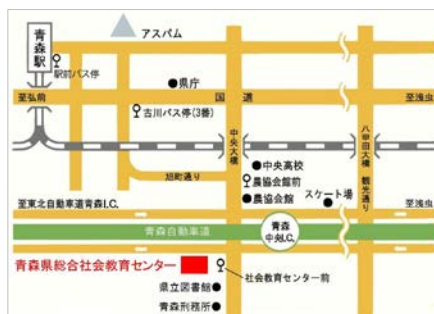 アスパム
青森駅
駅前バス停
県庁
至弘前
国道
至浅虫
古川バス停(3番)
中央大橋
八甲田大橋
観光通り
旭町通り
中央高校
農協会館前
農協会館
スケート場
至東北自動車道青森I.C.
至浅虫
青森自動車道
青森
中央I.C.
青森県総合社会教育センター
社会教育センター前
県立図書館
青森刑務所